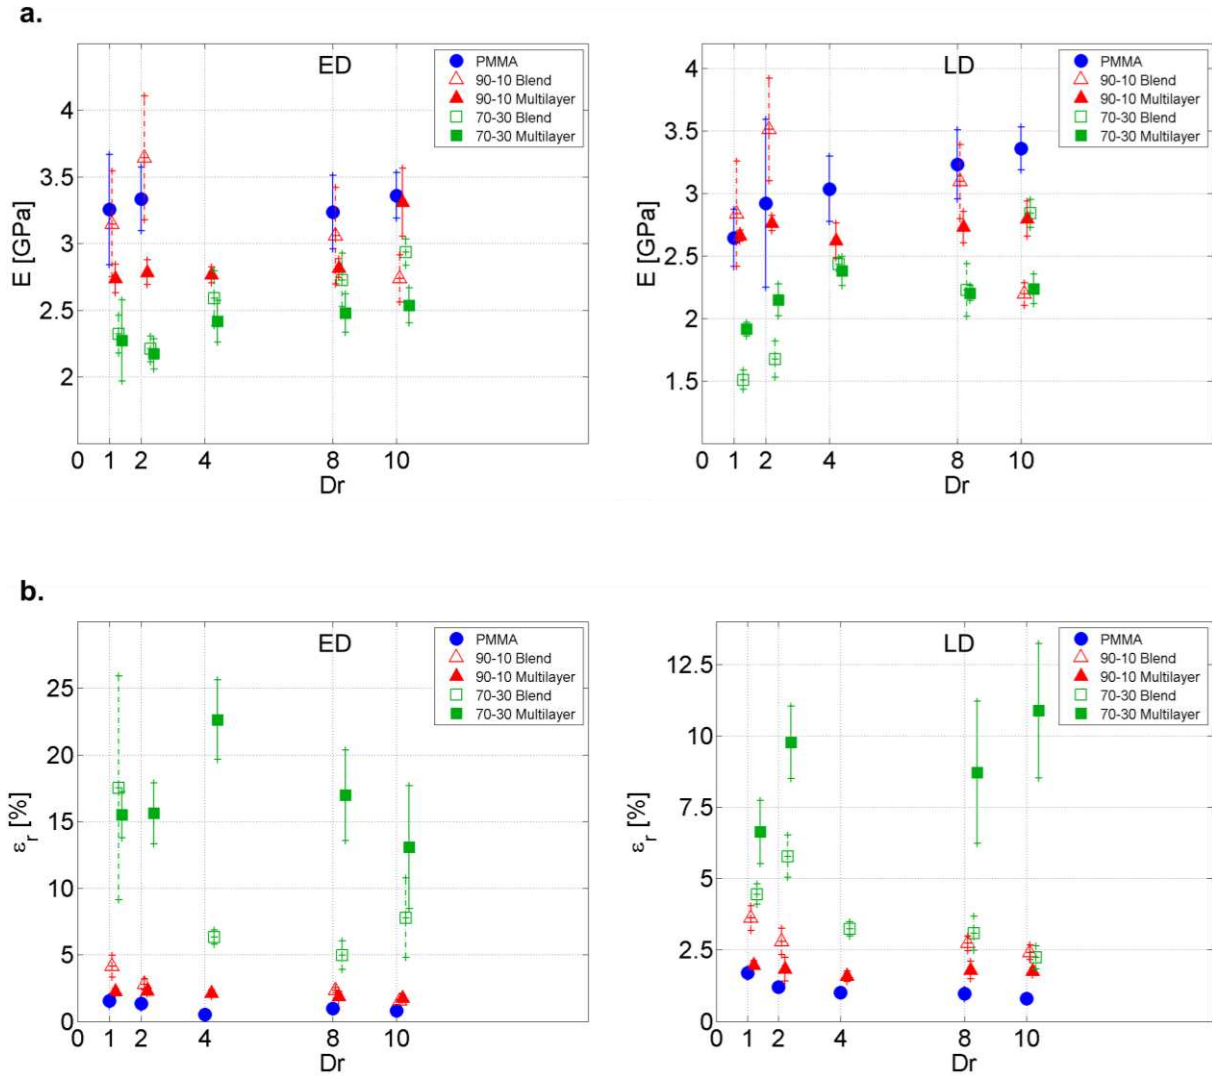 a.
ED
PMMA
90-10 Blend
90-10 Multilayer
70-30 Blend
70-30 Multilayer
E [GPa]
4
3.5
3
2.5
2
0 1 2 4 8 10
Dr
LD
PMMA
90-10 Blend
90-10 Multilayer
70-30 Blend
70-30 Multilayer
E [GPa]
4
3.5
3
2.5
2
1.5
0 1 2 4 8 10
Dr
b.
ED
PMMA
90-10 Blend
90-10 Multilayer
70-30 Blend
70-30 Multilayer
εr [%]
25
20
15
10
5
0
0 1 2 4 8 10
Dr
LD
PMMA
90-10 Blend
90-10 Multilayer
70-30 Blend
70-30 Multilayer
εr [%]
12.5
10
7.5
5
2.5
0
0 1 2 4 8 10
Dr